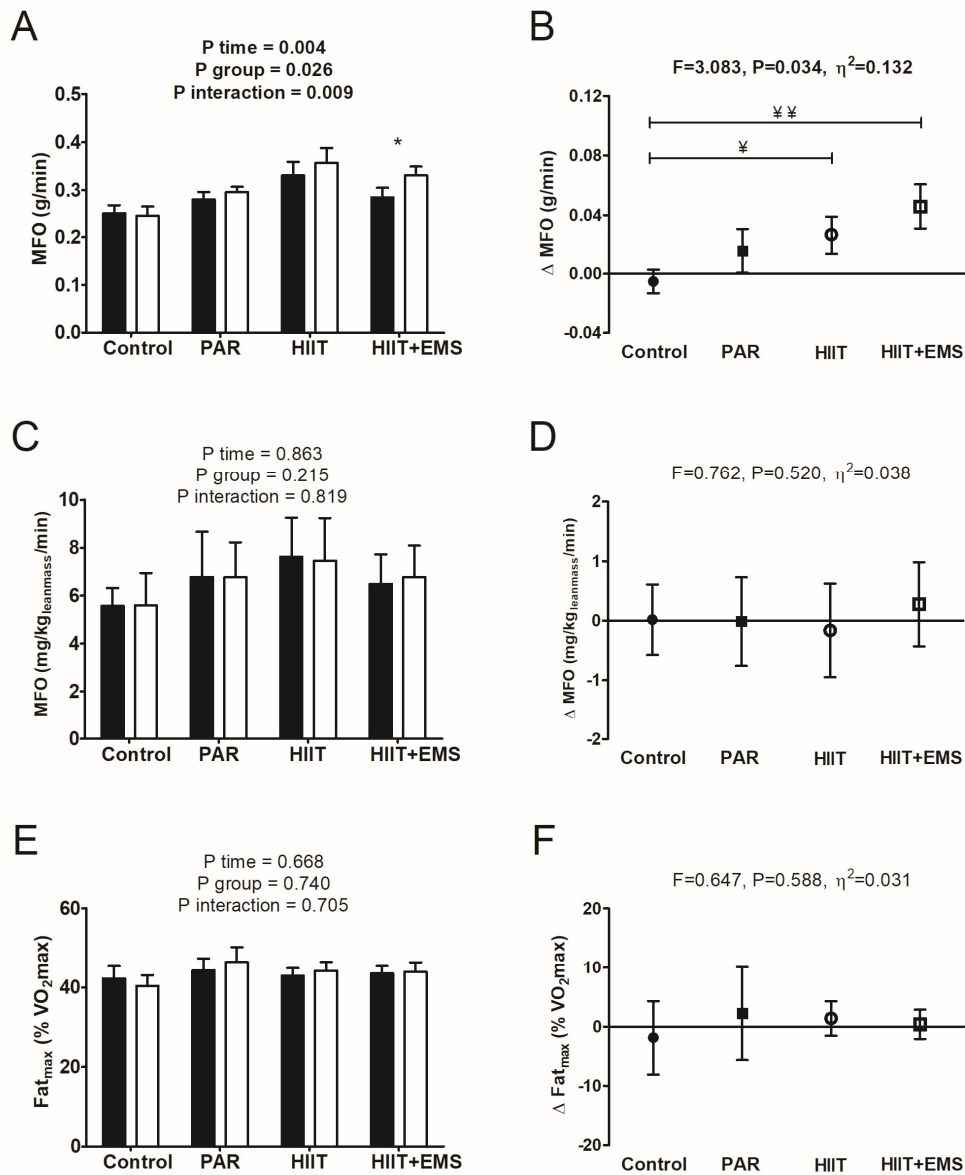 A
P time = 0.004
P group = 0.026
P interaction = 0.009
MFO (g/min)
0.5
0.4
0.3
0.2
0.1
0.0
*
Control PAR HIIT HIIT+EMS
B
F=3.083, P=0.034, η²=0.132
Δ MFO (g/min)
0.12
0.08
0.04
0.00
-0.04
¥ ¥
¥
Control PAR HIIT HIIT+EMS
C
P time = 0.863
P group = 0.215
P interaction = 0.819
MFO (mg/kgleanmass/min)
10
8
6
4
2
0
Control PAR HIIT HIIT+EMS
D
F=0.762, P=0.520, η²=0.038
Δ MFO (mg/kgleanmass/min)
2
1
0
-1
-2
Control PAR HIIT HIIT+EMS
E
P time = 0.668
P group = 0.740
P interaction = 0.705
Fatmax (% VO₂max)
60
40
20
0
Control PAR HIIT HIIT+EMS
F
F=0.647, P=0.588, η²=0.031
Δ Fatmax (% VO₂max)
20
10
0
-10
-20
Control PAR HIIT HIIT+EMS